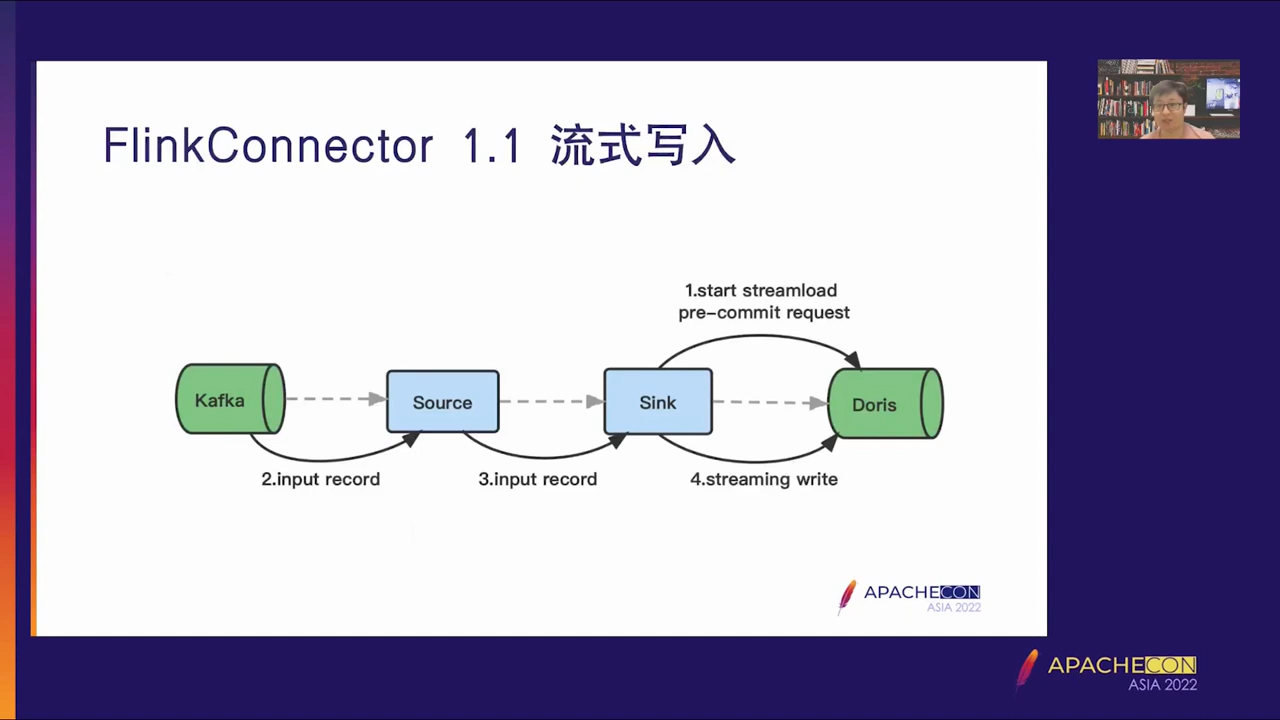 FlinkConnector 1.1 流式写入
1.start streamload
pre-commit request
Kafka
Source
Sink
Doris
2.input record
3.input record
4.streaming write
APACHECON
ASIA 2022
APACHECON
ASIA 2022